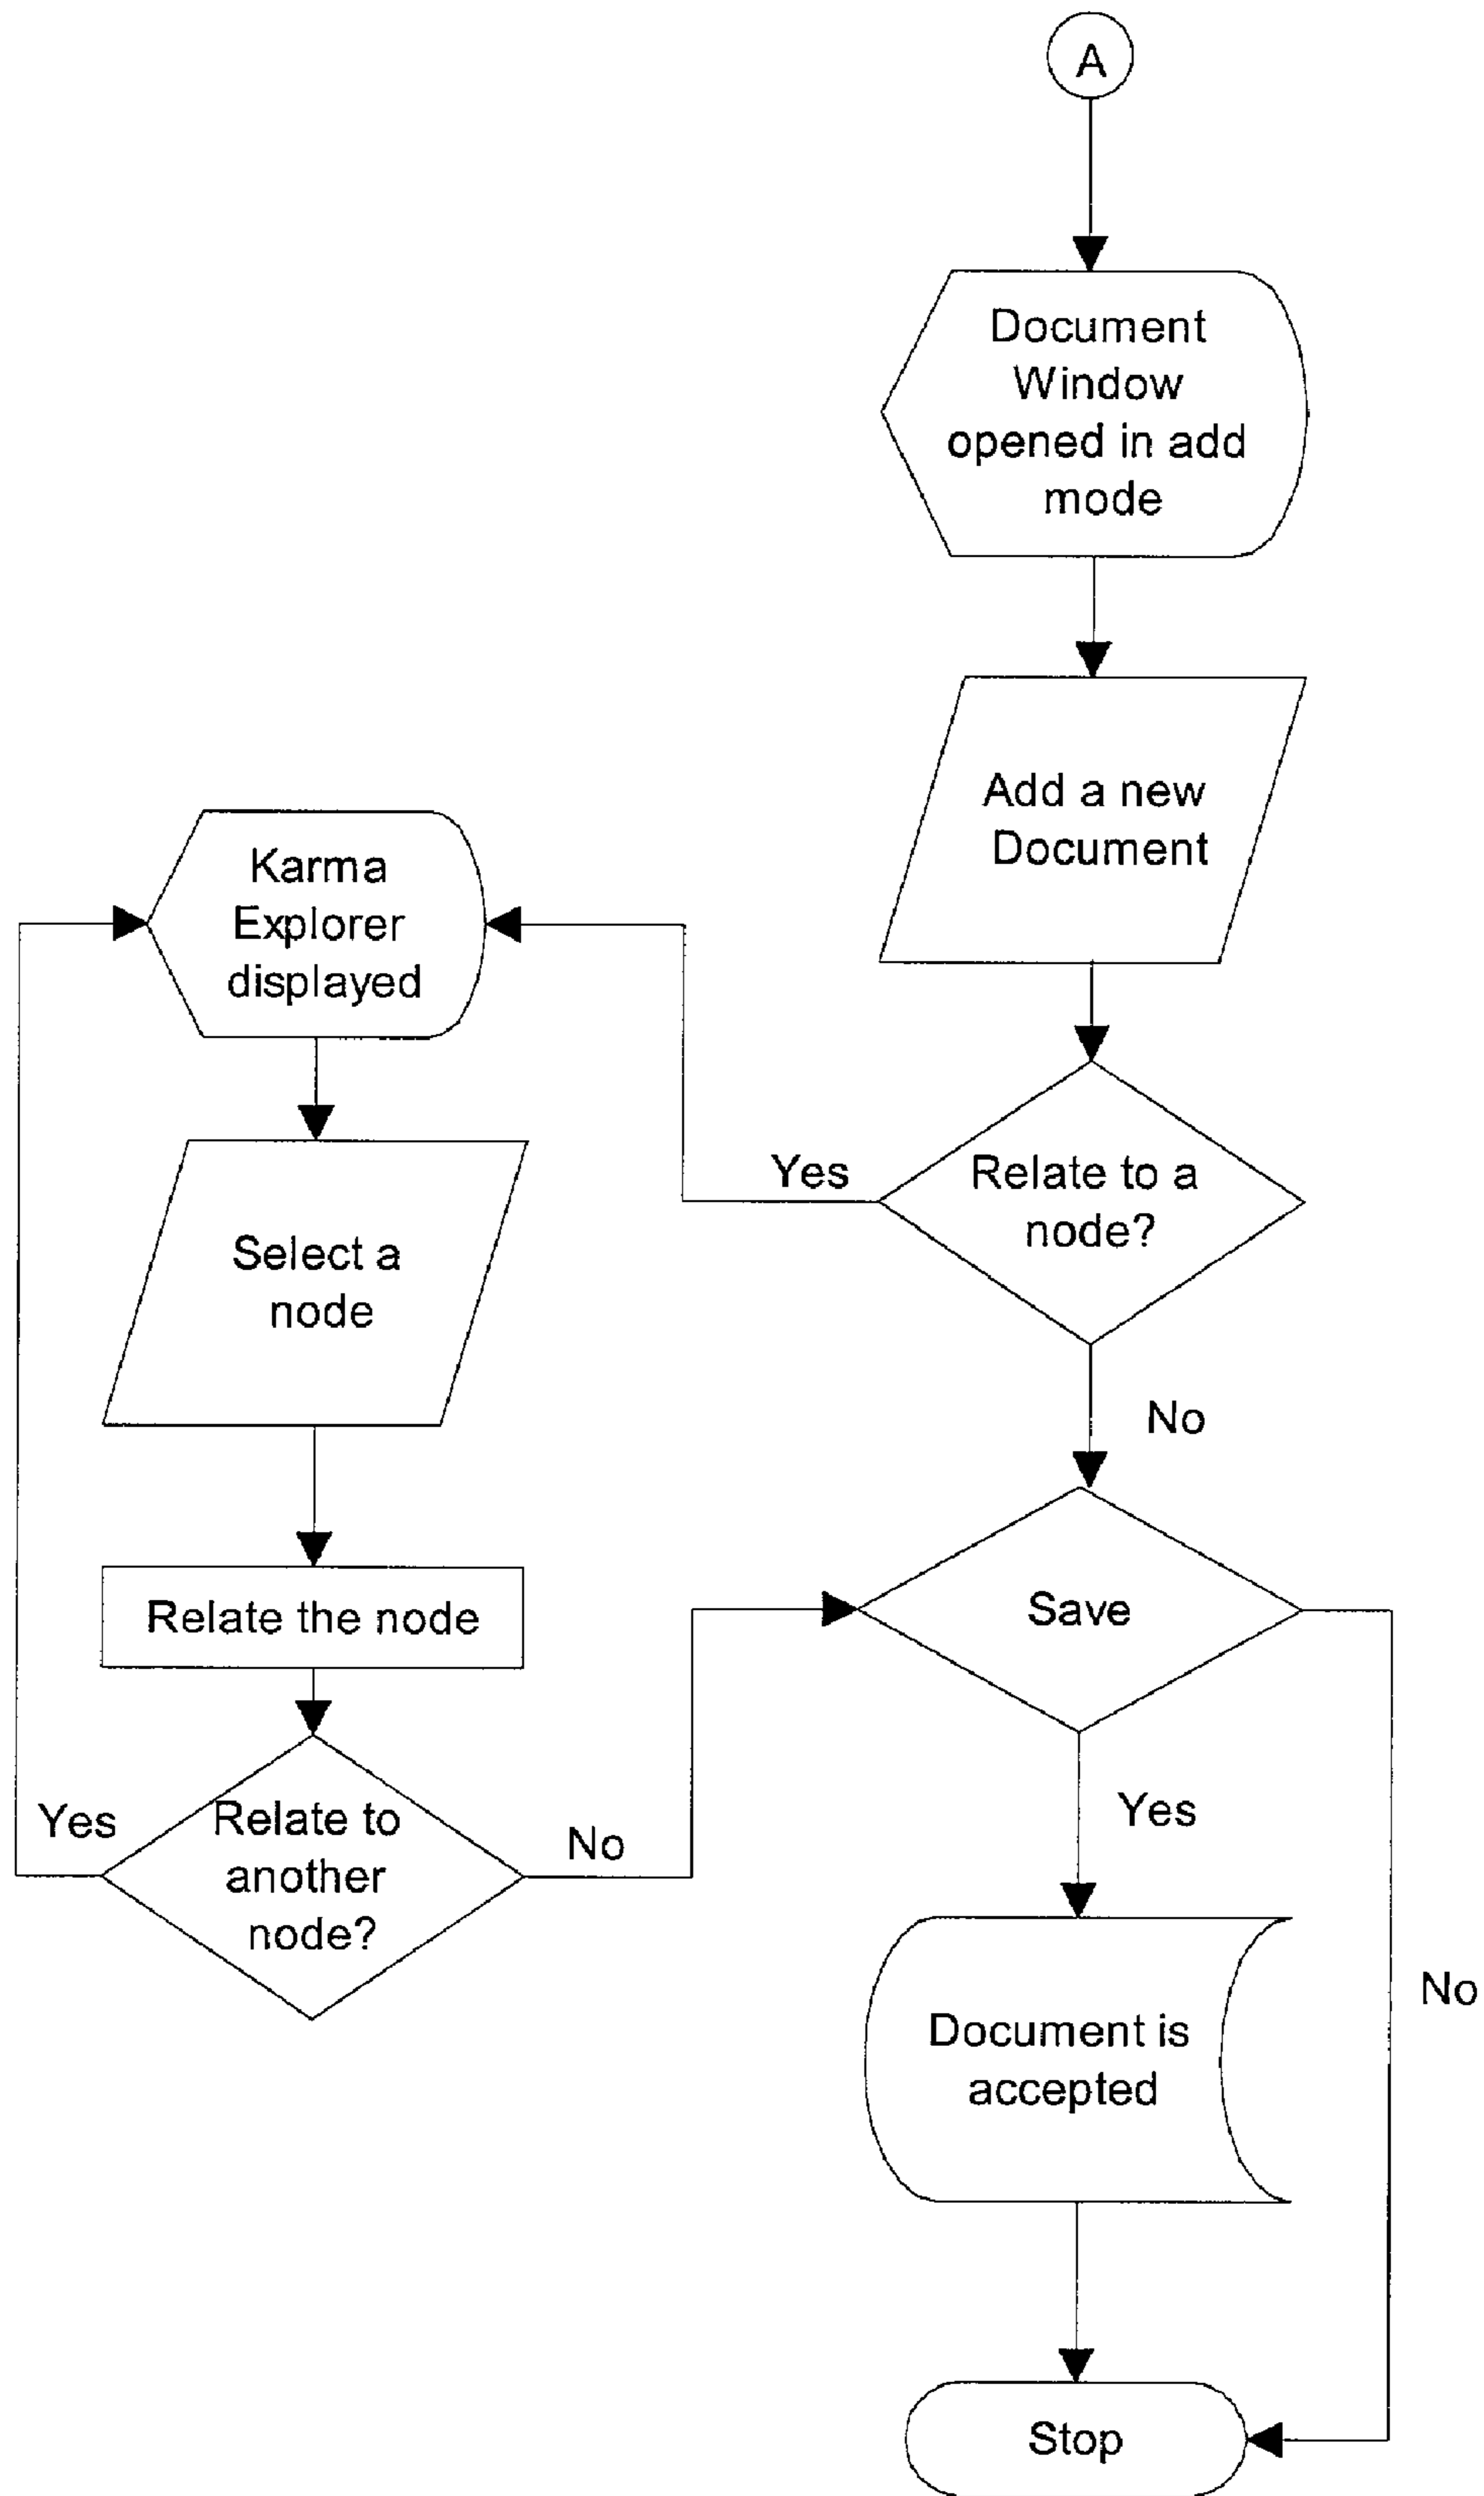 A
Document
Window
opened in add
mode
Add a new
Document
Relate to a
node?
Yes
No
Karma
Explorer
displayed
Select a
node
Relate the node
Relate to
another
node?
Yes
No
Save
Yes
No
Document is
accepted
Stop